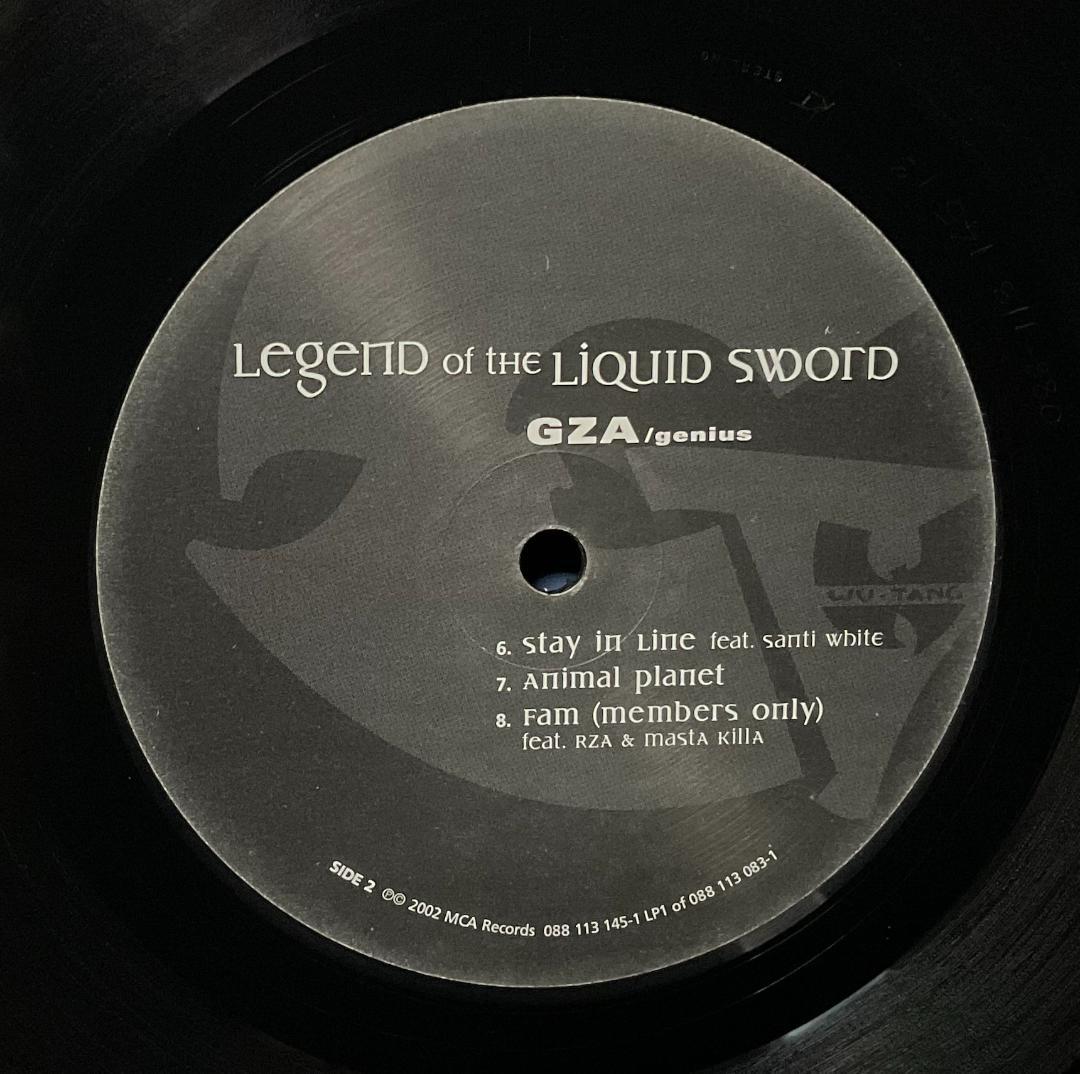 Legend of the Liquid Sword
GZA/genius
WU-TANG
6. Stay in Line feat. Santi White
7. Animal planet
8. Fam (members only)
feat. RZA & masta Killa
SIDE 2 ℗© 2002 MCA Records 088 113 145-1 LP1 of 088 113 083-1